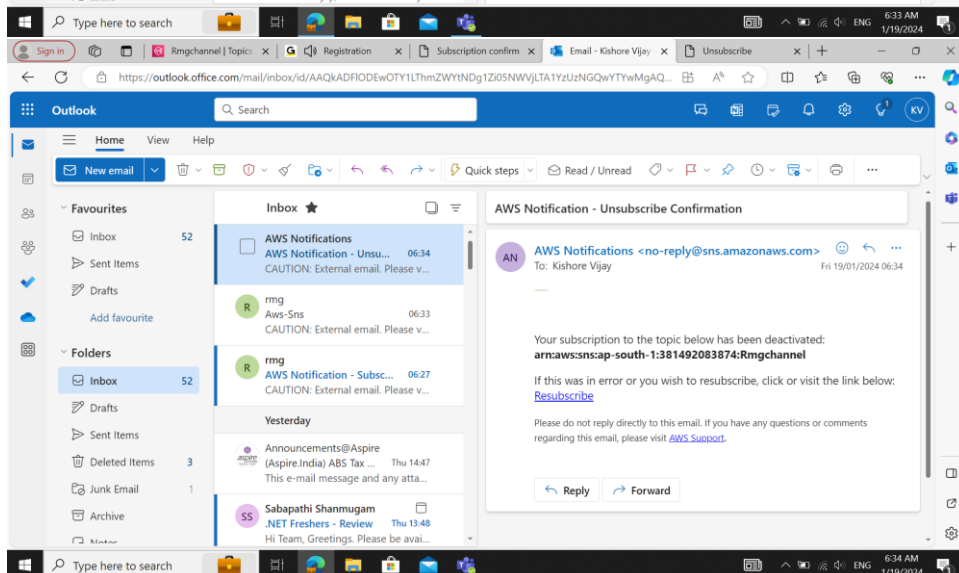 Type here to search
ENG
6:33 AM
1/19/2024
Sign in
Rmgchannel | Topics
Registration
Subscription confirm
Email - Kishore Vijay
Unsubscribe
https://outlook.office.com/mail/inbox/id/AAQkADFlODEwOTY1LThmZWYtNDg1Zi05NWVjLTA1YzUzNGQwYTYwMgAQ...
Outlook
Search
KV
Home View Help
New email
Quick steps
Read / Unread
Favourites
Inbox 52
Sent Items
Drafts
Add favourite
Folders
Inbox 52
Drafts
Sent Items
Deleted Items 3
Junk Email 1
Archive
Notes
Inbox
AWS Notifications
AWS Notification - Unsu... 06:34
CAUTION: External email. Please v...
R
rmg
Aws-Sns 06:33
CAUTION: External email. Please v...
R
rmg
AWS Notification - Subsc... 06:27
CAUTION: External email. Please v...
Yesterday
Announcements@Aspire
(Aspire.India) ABS Tax ... Thu 14:47
This e-mail message and any atta...
SS
Sabapathi Shanmugam
.NET Freshers - Review Thu 13:48
Hi Team, Greetings. Please be avai...
AWS Notification - Unsubscribe Confirmation
AN
AWS Notifications <no-reply@sns.amazonaws.com>
To: Kishore Vijay
Fri 19/01/2024 06:34
Your subscription to the topic below has been deactivated:
arn:aws:sns:ap-south-1:381492083874:Rmgchannel
If this was in error or you wish to resubscribe, click or visit the link below:
Resubscribe
Please do not reply directly to this email. If you have any questions or comments
regarding this email, please visit AWS Support.
Reply
Forward
Type here to search
ENG
6:34 AM
1/19/2024